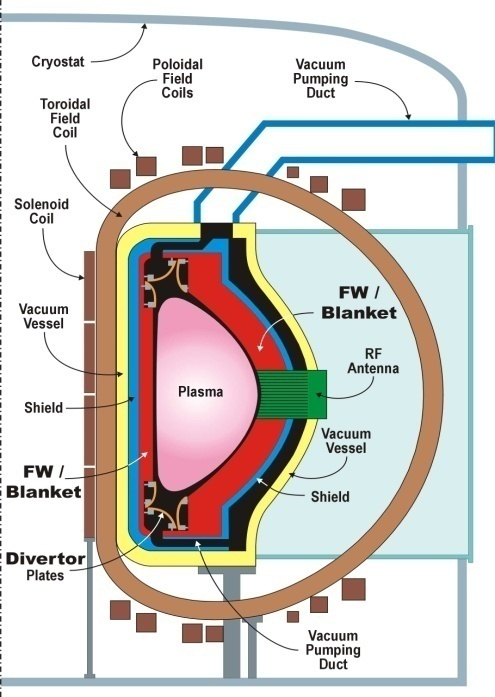 Cryostat
Poloidal
Field
Coils
Vacuum
Pumping
Duct
Toroidal
Field
Coil
Solenoid
Coil
Vacuum
Vessel
FW /
Blanket
RF
Antenna
Plasma
Shield
Vacuum
Vessel
FW /
Blanket
Shield
Divertor
Plates
Vacuum
Pumping
Duct